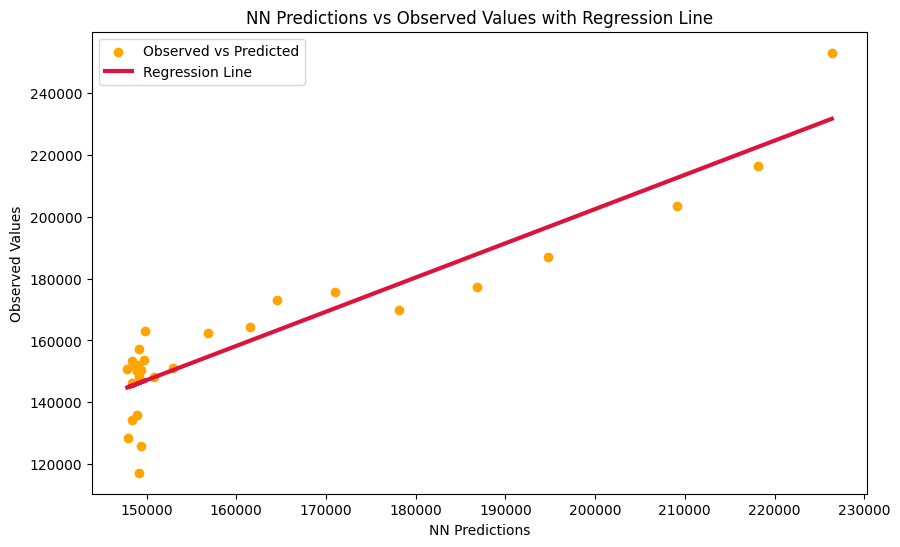 NN Predictions vs Observed Values with Regression Line
Observed vs Predicted
Regression Line
Observed Values
240000
220000
200000
180000
160000
140000
120000
150000 160000 170000 180000 190000 200000 210000 220000 230000
NN Predictions